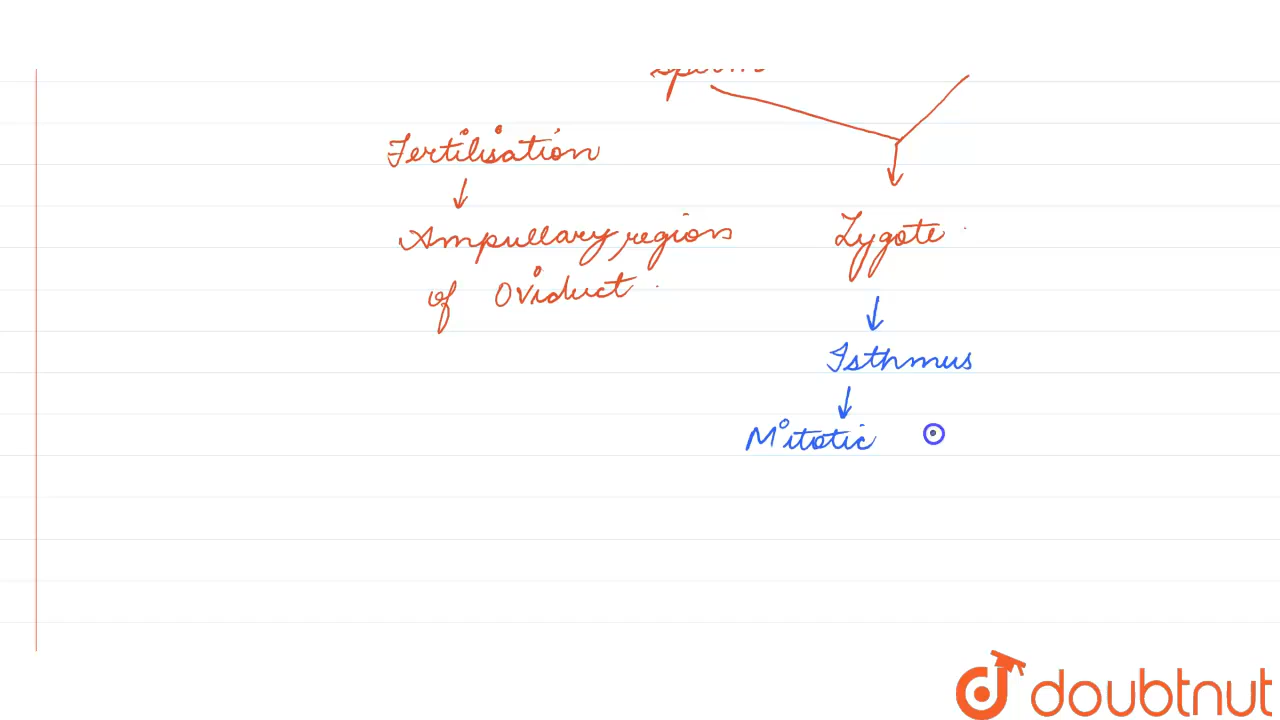 Fertilisation
Ampullary region
of Oviduct
Zygote
Isthmus
Mitotic
doubtnut